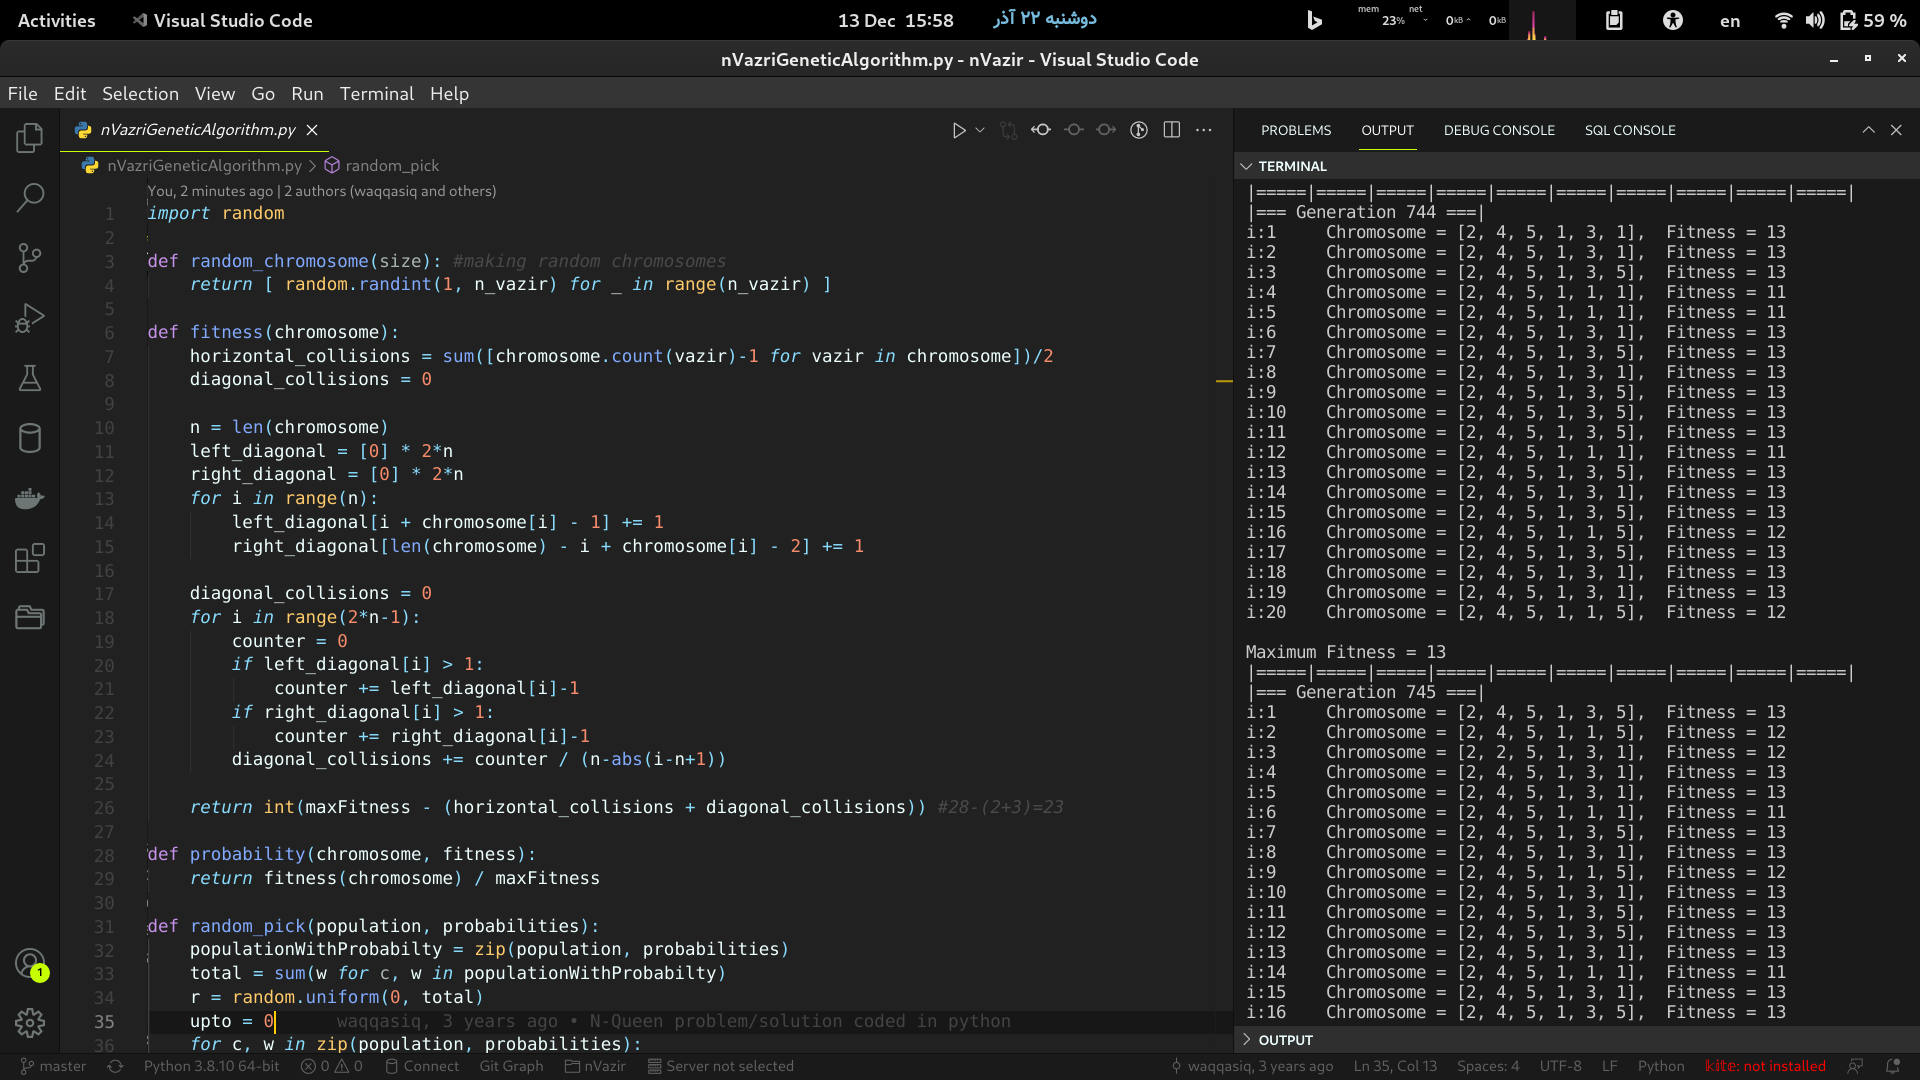 Activities
Visual Studio Code
13 Dec 15:58
دوشنبه ۲۲ آذر
mem
23%
net
0kB
0kB
en
59 %
nVazriGeneticAlgorithm.py - nVazir - Visual Studio Code
File Edit Selection View Go Run Terminal Help
nVazriGeneticAlgorithm.py
nVazriGeneticAlgorithm.py > random_pick
You, 2 minutes ago | 2 authors (waqqasiq and others)
1 import random
2
3 def random_chromosome(size): #making random chromosomes
4 return [ random.randint(1, n_vazir) for _ in range(n_vazir) ]
5
6 def fitness(chromosome):
7 horizontal_collisions = sum([chromosome.count(vazir)-1 for vazir in chromosome])/2
8 diagonal_collisions = 0
9
10 n = len(chromosome)
11 left_diagonal = [0] * 2*n
12 right_diagonal = [0] * 2*n
13 for i in range(n):
14 left_diagonal[i + chromosome[i] - 1] += 1
15 right_diagonal[len(chromosome) - i + chromosome[i] - 2] += 1
16
17 diagonal_collisions = 0
18 for i in range(2*n-1):
19 counter = 0
20 if left_diagonal[i] > 1:
21 counter += left_diagonal[i]-1
22 if right_diagonal[i] > 1:
23 counter += right_diagonal[i]-1
24 diagonal_collisions += counter / (n-abs(i-n+1))
25
26 return int(maxFitness - (horizontal_collisions + diagonal_collisions)) #28-(2+3)=23
27
28 def probability(chromosome, fitness):
29 return fitness(chromosome) / maxFitness
30
31 def random_pick(population, probabilities):
32 populationWithProbabilty = zip(population, probabilities)
33 total = sum(w for c, w in populationWithProbabilty)
34 r = random.uniform(0, total)
35 upto = 0 waqqasiq, 3 years ago • N-Queen problem/solution coded in python
36 for c, w in zip(population, probabilities):
PROBLEMS OUTPUT DEBUG CONSOLE SQL CONSOLE
TERMINAL
|=====|=====|=====|=====|=====|=====|=====|=====|=====|=====|
|=== Generation 744 ===|
i:1 Chromosome = [2, 4, 5, 1, 3, 1], Fitness = 13
i:2 Chromosome = [2, 4, 5, 1, 3, 1], Fitness = 13
i:3 Chromosome = [2, 4, 5, 1, 3, 5], Fitness = 13
i:4 Chromosome = [2, 4, 5, 1, 1, 1], Fitness = 11
i:5 Chromosome = [2, 4, 5, 1, 1, 1], Fitness = 11
i:6 Chromosome = [2, 4, 5, 1, 3, 1], Fitness = 13
i:7 Chromosome = [2, 4, 5, 1, 3, 5], Fitness = 13
i:8 Chromosome = [2, 4, 5, 1, 3, 1], Fitness = 13
i:9 Chromosome = [2, 4, 5, 1, 3, 5], Fitness = 13
i:10 Chromosome = [2, 4, 5, 1, 3, 5], Fitness = 13
i:11 Chromosome = [2, 4, 5, 1, 3, 5], Fitness = 13
i:12 Chromosome = [2, 4, 5, 1, 1, 1], Fitness = 11
i:13 Chromosome = [2, 4, 5, 1, 3, 5], Fitness = 13
i:14 Chromosome = [2, 4, 5, 1, 3, 1], Fitness = 13
i:15 Chromosome = [2, 4, 5, 1, 3, 5], Fitness = 13
i:16 Chromosome = [2, 4, 5, 1, 1, 5], Fitness = 12
i:17 Chromosome = [2, 4, 5, 1, 3, 5], Fitness = 13
i:18 Chromosome = [2, 4, 5, 1, 3, 1], Fitness = 13
i:19 Chromosome = [2, 4, 5, 1, 3, 1], Fitness = 13
i:20 Chromosome = [2, 4, 5, 1, 1, 5], Fitness = 12
Maximum Fitness = 13
|=====|=====|=====|=====|=====|=====|=====|=====|=====|=====|
|=== Generation 745 ===|
i:1 Chromosome = [2, 4, 5, 1, 3, 5], Fitness = 13
i:2 Chromosome = [2, 4, 5, 1, 1, 5], Fitness = 12
i:3 Chromosome = [2, 2, 5, 1, 3, 1], Fitness = 12
i:4 Chromosome = [2, 4, 5, 1, 3, 1], Fitness = 13
i:5 Chromosome = [2, 4, 5, 1, 3, 1], Fitness = 13
i:6 Chromosome = [2, 4, 5, 1, 1, 1], Fitness = 11
i:7 Chromosome = [2, 4, 5, 1, 3, 5], Fitness = 13
i:8 Chromosome = [2, 4, 5, 1, 3, 1], Fitness = 13
i:9 Chromosome = [2, 4, 5, 1, 1, 5], Fitness = 12
i:10 Chromosome = [2, 4, 5, 1, 3, 1], Fitness = 13
i:11 Chromosome = [2, 4, 5, 1, 3, 5], Fitness = 13
i:12 Chromosome = [2, 4, 5, 1, 3, 5], Fitness = 13
i:13 Chromosome = [2, 4, 5, 1, 3, 1], Fitness = 13
i:14 Chromosome = [2, 4, 5, 1, 1, 1], Fitness = 11
i:15 Chromosome = [2, 4, 5, 1, 3, 1], Fitness = 13
i:16 Chromosome = [2, 4, 5, 1, 3, 5], Fitness = 13
OUTPUT
1
master Python 3.8.10 64-bit 0 0 Connect Git Graph nVazir Server not selected waqqasiq, 3 years ago Ln 35, Col 13 Spaces: 4 UTF-8 LF Python kite: not installed